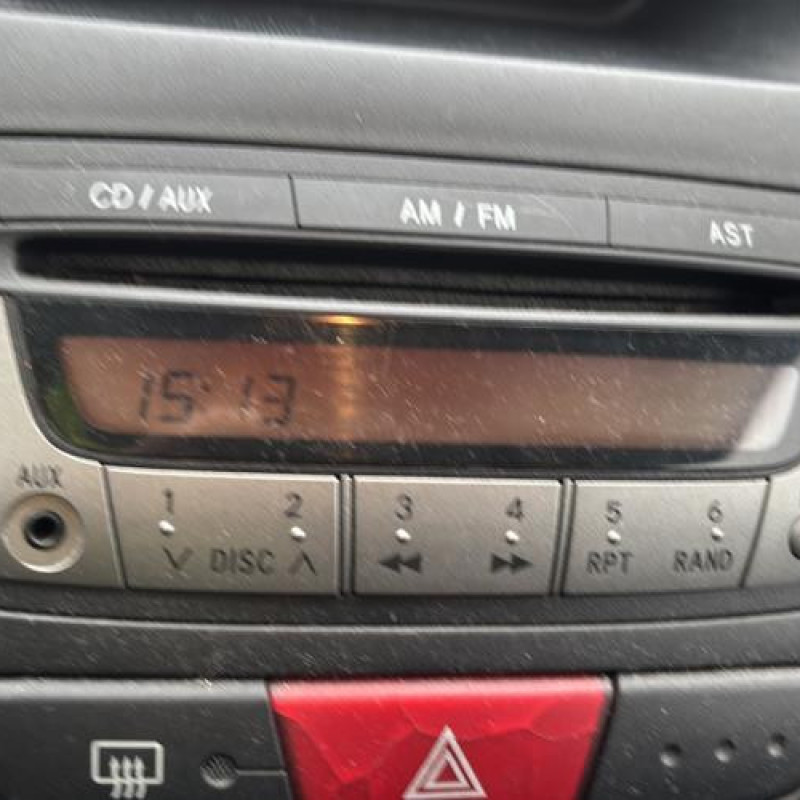 CD / AUX AM / FM AST
15:13
AUX 1 2 3 4 5 6
DISC RPT RAND